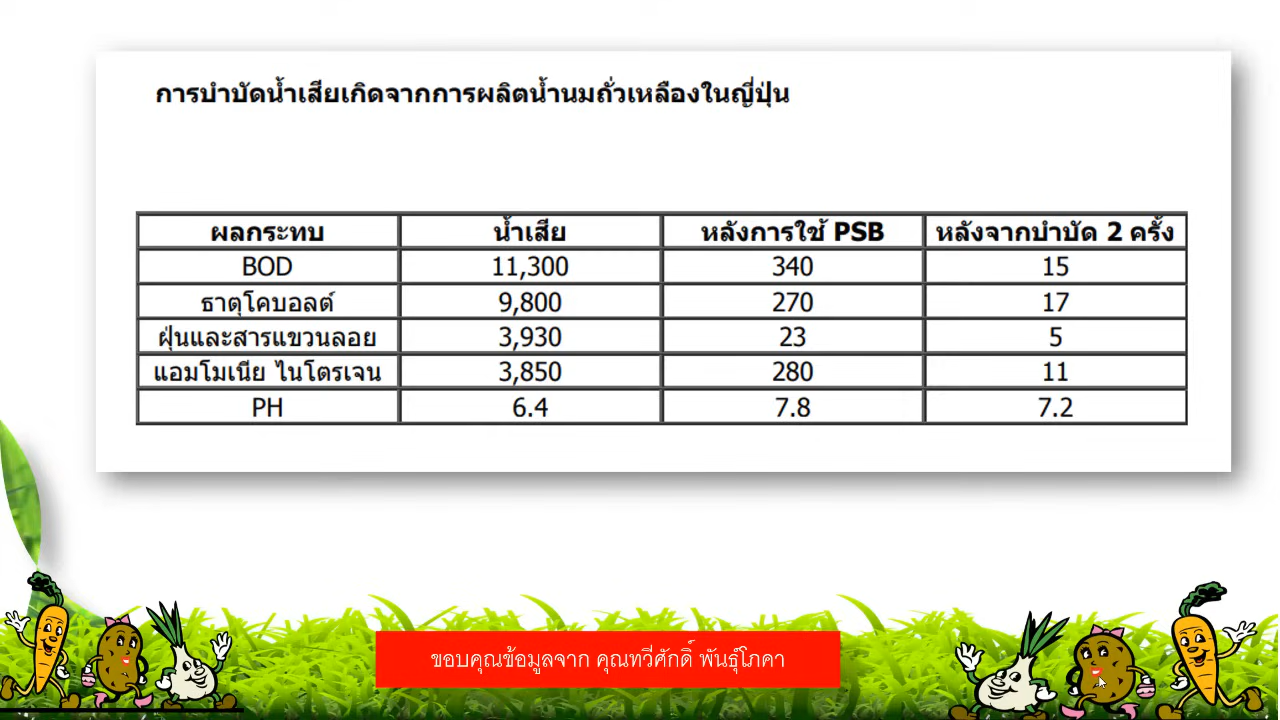 การบำบัดน้ำเสียเกิดจากการผลิตน้ำนมถั่วเหลืองในญี่ปุ่น
ผลกระทบ น้ำเสีย หลังการใช้ PSB หลังจากบำบัด 2 ครั้ง
BOD 11,300 340 15
ธาตุโคบอลต์ 9,800 270 17
ฝุ่นและสารแขวนลอย 3,930 23 5
แอมโมเนีย ไนโตรเจน 3,850 280 11
PH 6.4 7.8 7.2
ขอบคุณข้อมูลจาก คุณทวีศักดิ์ พันธุ์โภคา